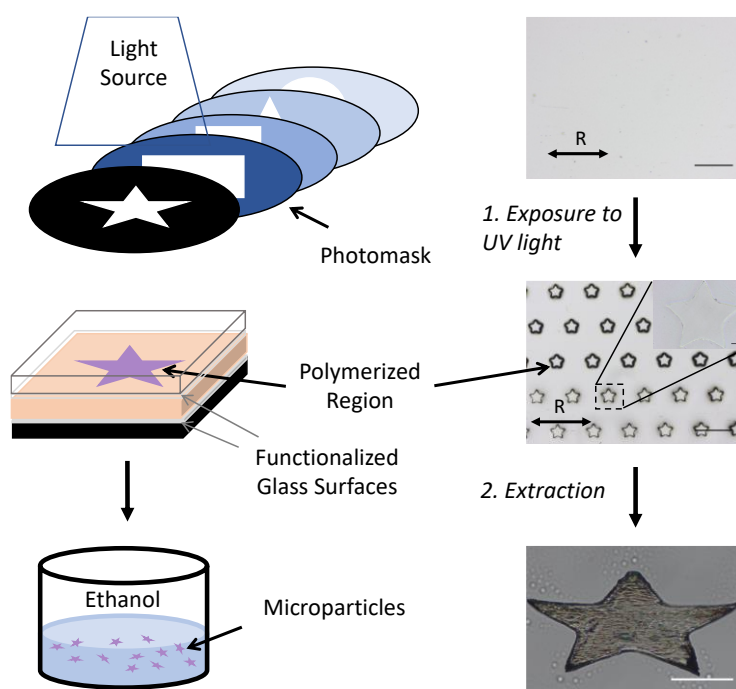 Light
Source
Photomask
R
1. Exposure to
UV light
Polymerized
Region
R
Functionalized
Glass Surfaces
2. Extraction
Ethanol
Microparticles